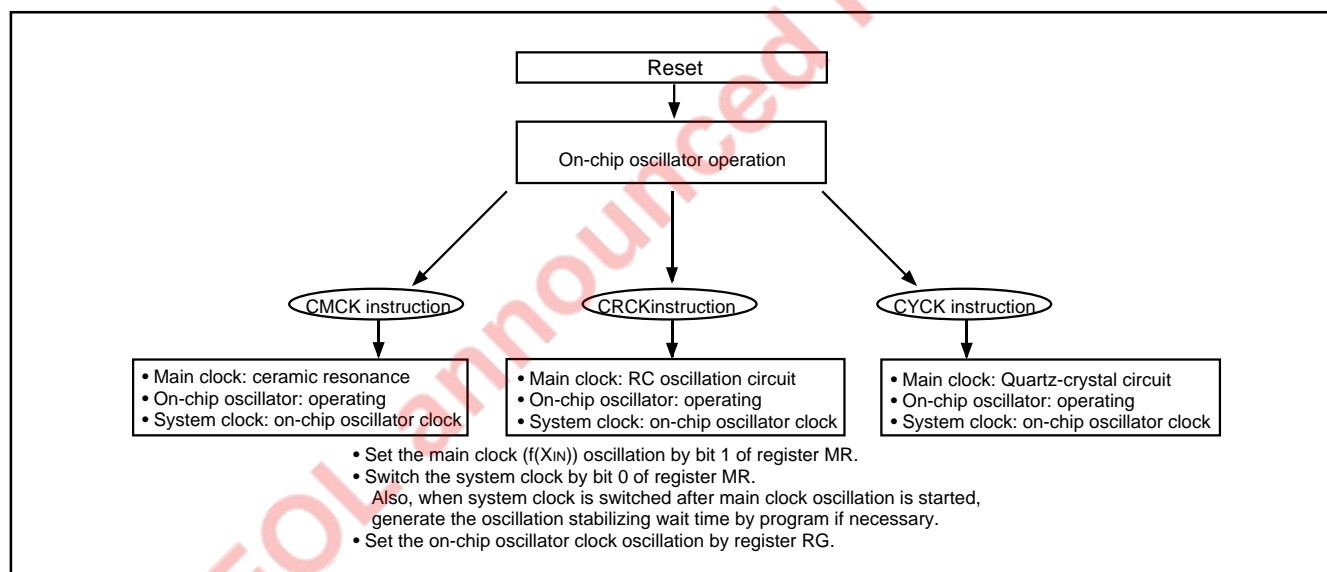 Reset
On-chip oscillator operation
CMCK instruction
CRCKinstruction
CYCK instruction
• Main clock: ceramic resonance
• On-chip oscillator: operating
• System clock: on-chip oscillator clock
• Main clock: RC oscillation circuit
• On-chip oscillator: operating
• System clock: on-chip oscillator clock
• Main clock: Quartz-crystal circuit
• On-chip oscillator: operating
• System clock: on-chip oscillator clock
• Set the main clock (f(XIN)) oscillation by bit 1 of register MR.
• Switch the system clock by bit 0 of register MR.
Also, when system clock is switched after main clock oscillation is started,
generate the oscillation stabilizing wait time by program if necessary.
• Set the on-chip oscillator clock oscillation by register RG.
EOL announced